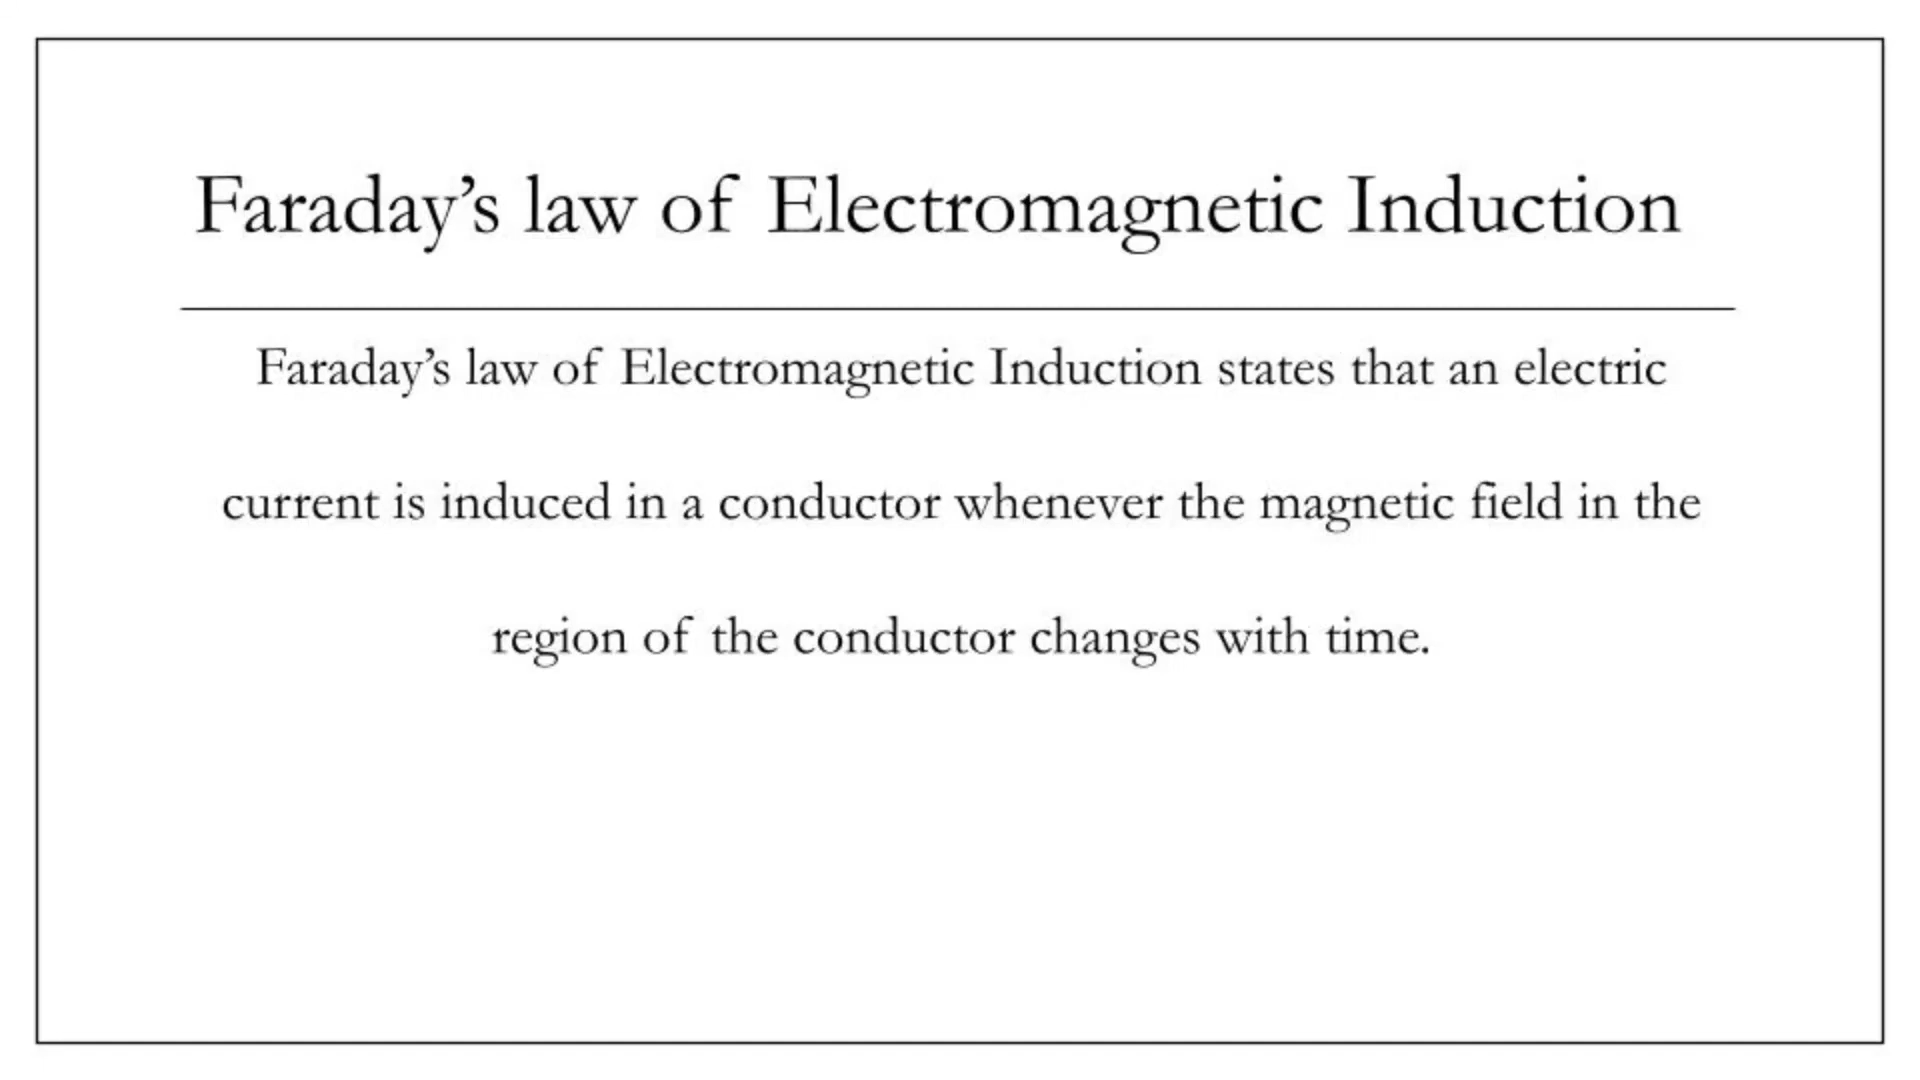 Faraday’s law of Electromagnetic Induction
Faraday’s law of Electromagnetic Induction states that an electric
current is induced in a conductor whenever the magnetic field in the
region of the conductor changes with time.